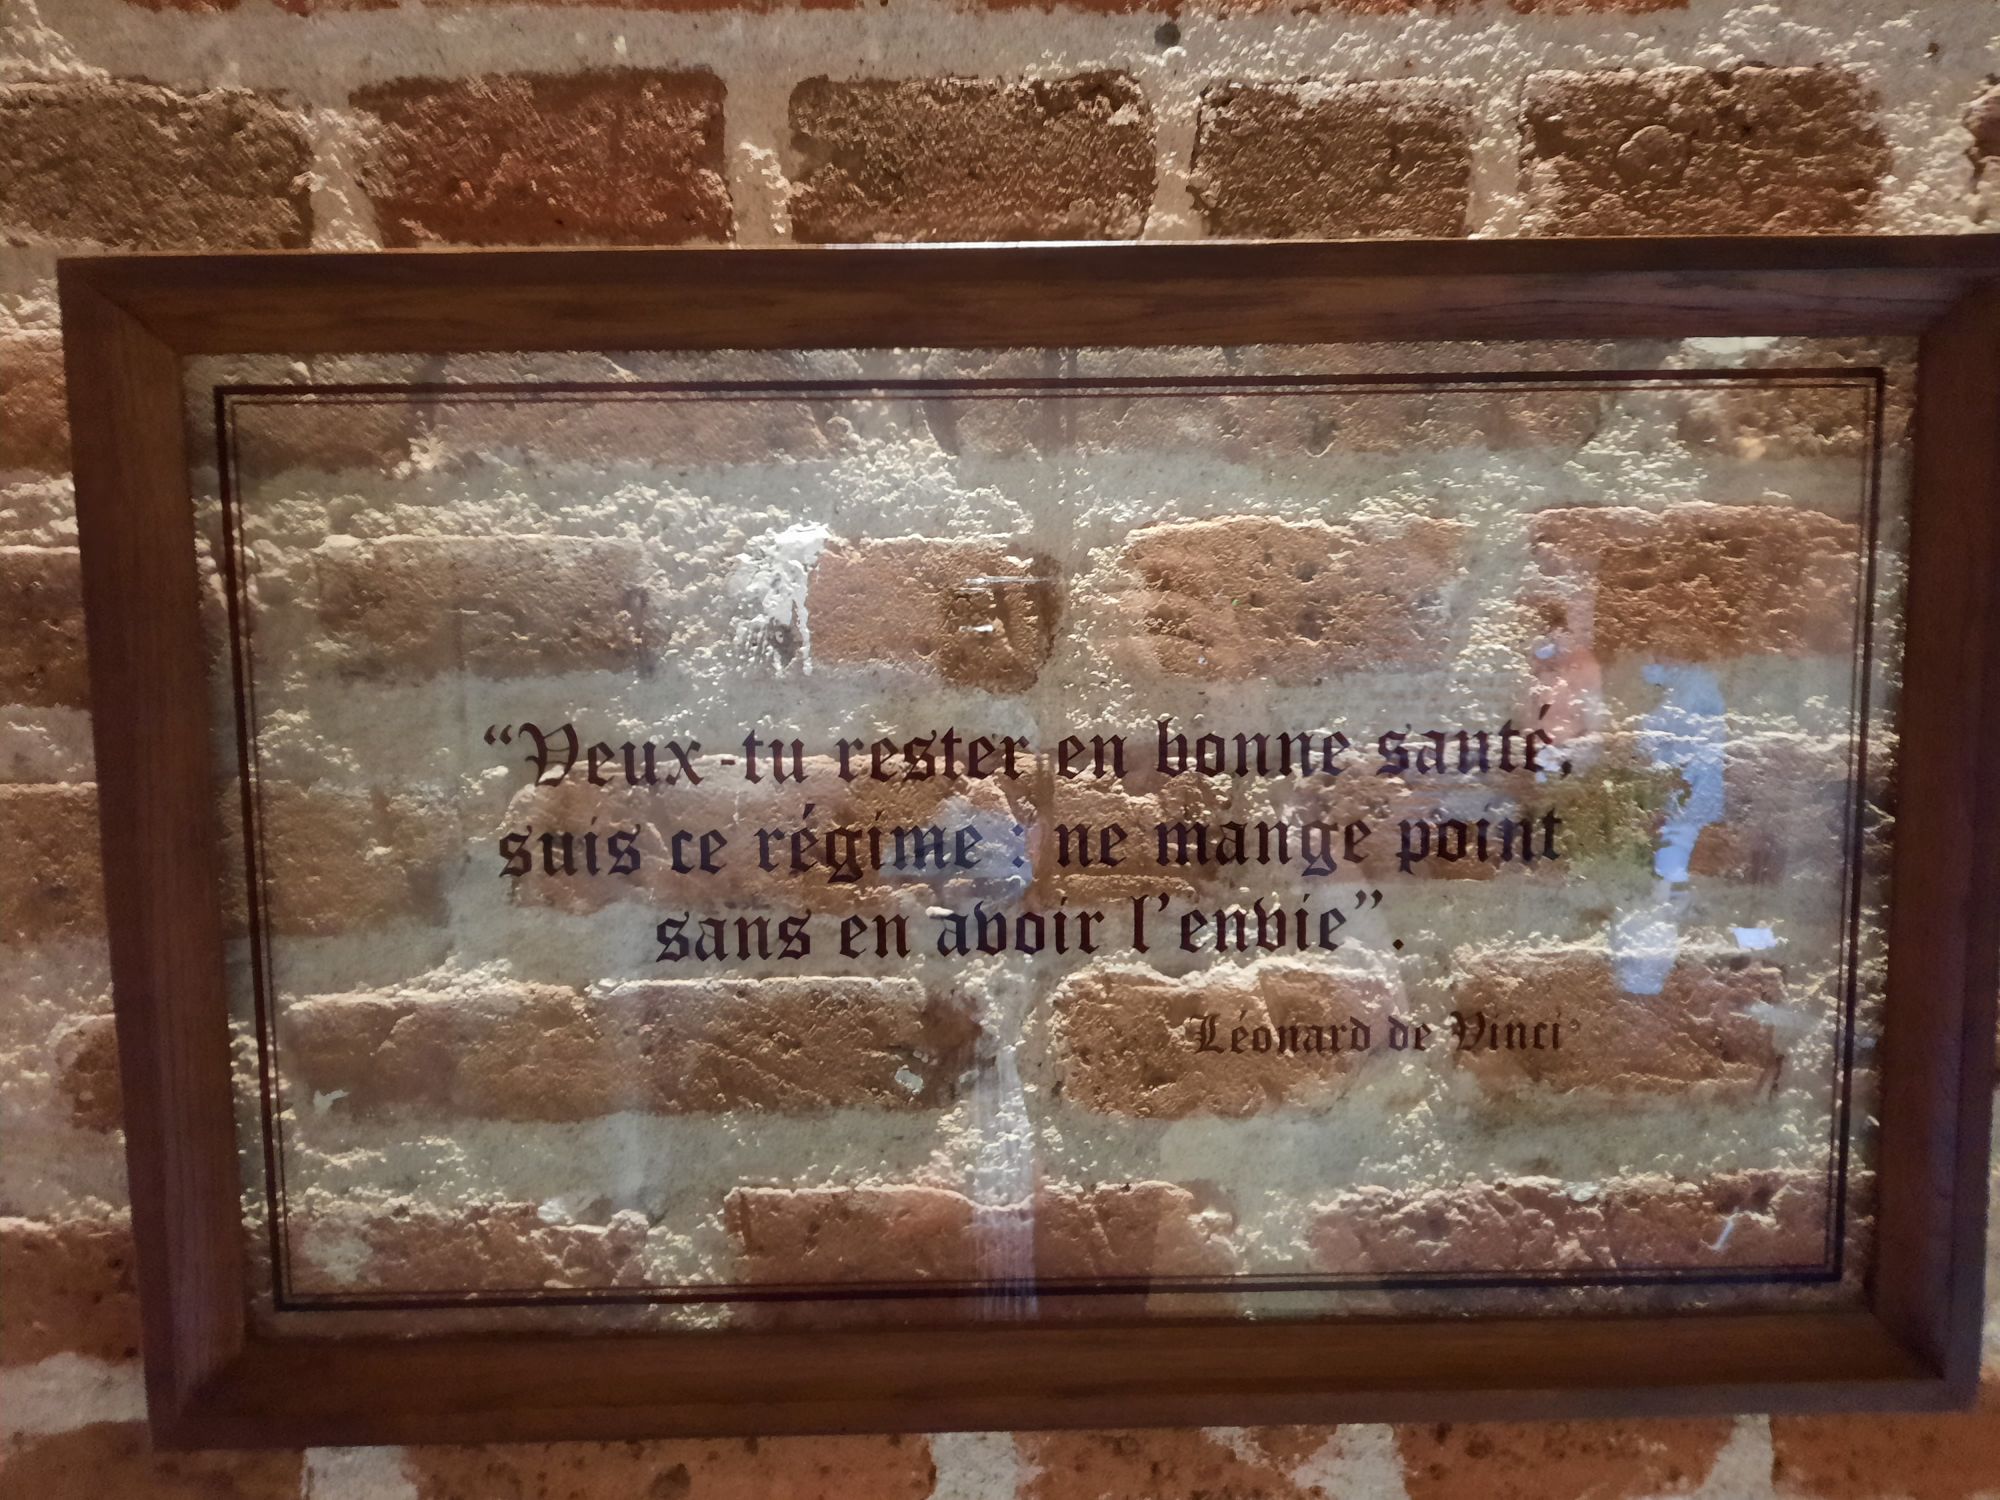 “Veux-tu rester en bonne santé,
suis ce régime : ne mange point
sans en avoir l'envie”.
Léonard de Vinci